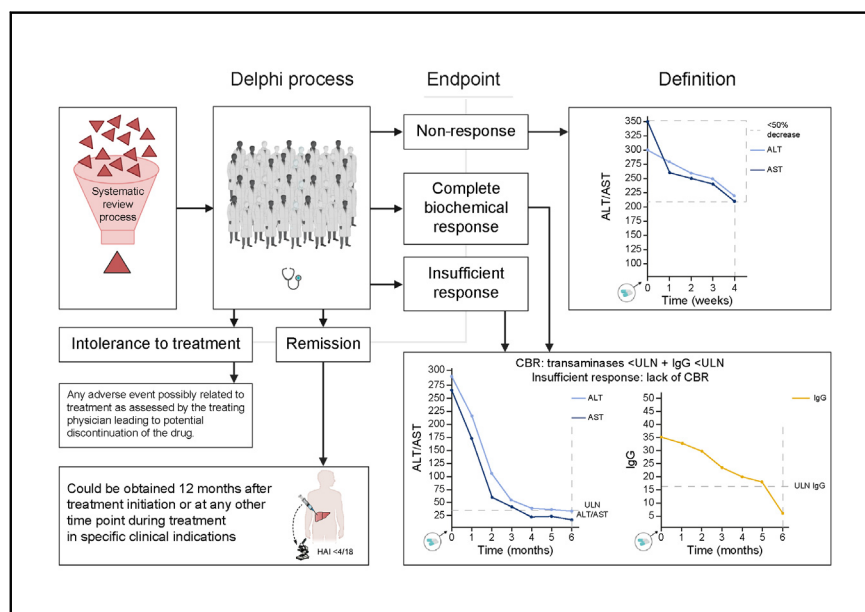 Delphi process
Endpoint
Definition
Systematic
review
process
Non-response
Complete
biochemical
response
Insufficient
response
350
300
250
200
250
200
150
100
ALT/AST
0 1 2 3 4
Time (weeks)
<50%
decrease
ALT
AST
Intolerance to treatment
Remission
Any adverse event possibly related to
treatment as assessed by the treating
physician leading to potential
discontinuation of the drug.
Could be obtained 12 months after
treatment initiation or at any other
time point during treatment
in specific clinical indications
HAI <4/18
CBR: transaminases <ULN + IgG <ULN
Insufficient response: lack of CBR
300
275
250
225
200
175
150
125
100
75
50
25
ALT/AST
0 1 2 3 4 5 6
Time (months)
ALT
AST
ULN
ALT/AST
50
45
40
35
30
25
20
15
10
5
IgG
0 1 2 3 4 5 6
Time (months)
IgG
ULN IgG